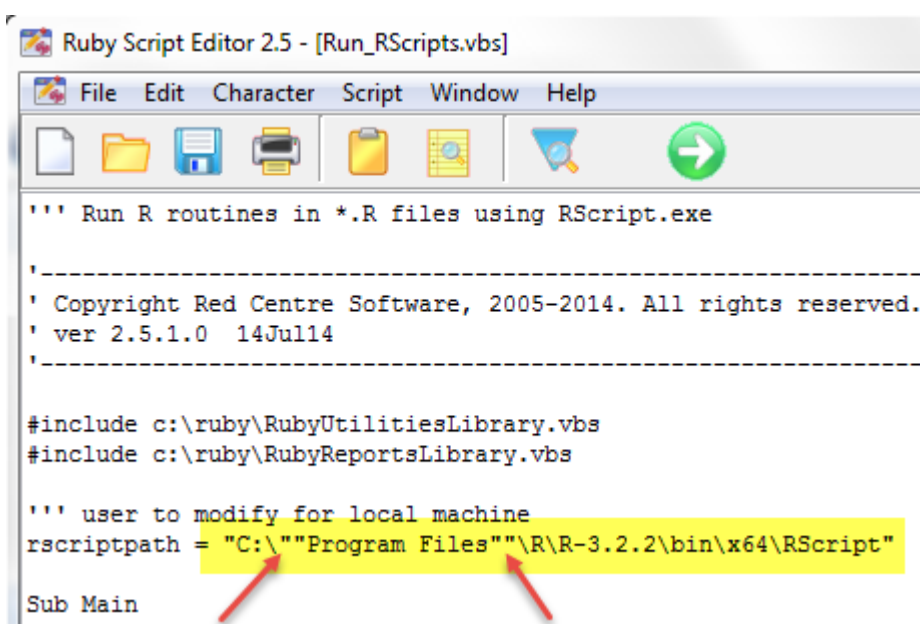 Ruby Script Editor 2.5 - [Run_RScripts.vbs]
File Edit Character Script Window Help
''' Run R routines in *.R files using RScript.exe
'---------------------------------------------------------------
' Copyright Red Centre Software, 2005-2014. All rights reserved.
' ver 2.5.1.0  14Jul14
'---------------------------------------------------------------
#include c:\ruby\RubyUtilitiesLibrary.vbs
#include c:\ruby\RubyReportsLibrary.vbs
''' user to modify for local machine
rscriptpath = "C:\""Program Files""\R\R-3.2.2\bin\x64\RScript"
Sub Main